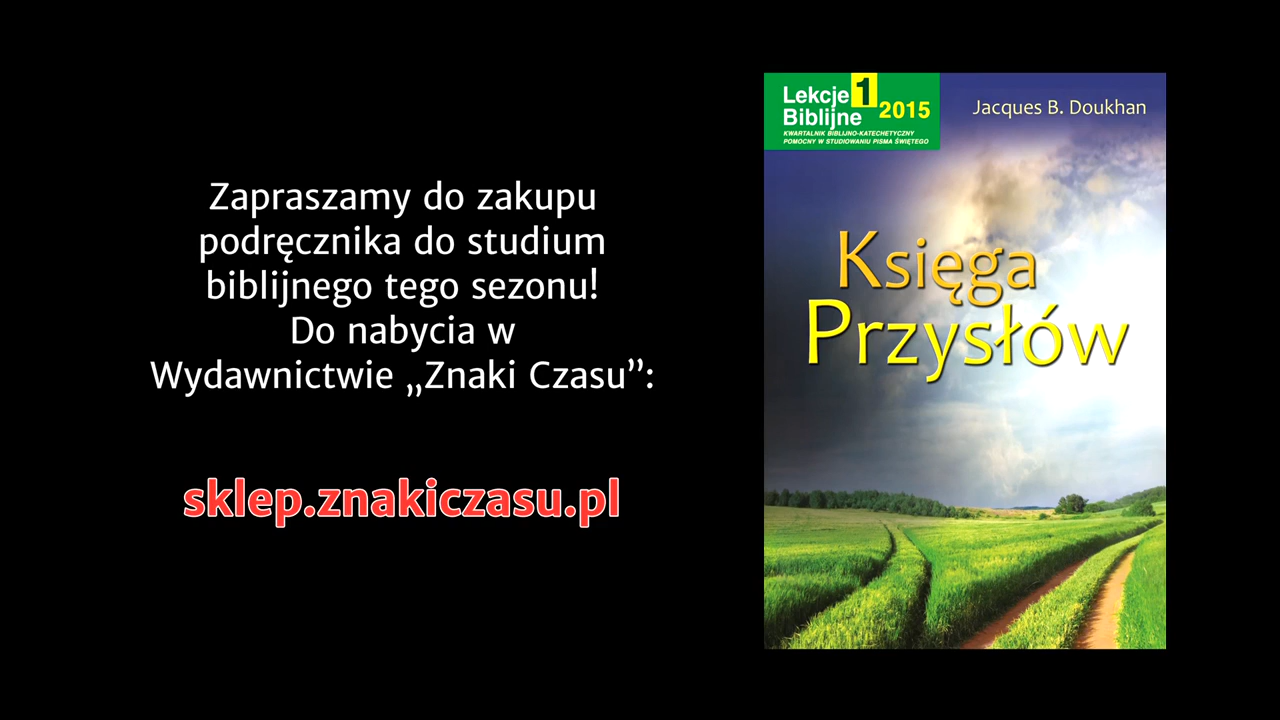 Zapraszamy do zakupu
podręcznika do studium
biblijnego tego sezonu!
Do nabycia w
Wydawnictwie „Znaki Czasu”:
sklep.znakiczasu.pl
Lekcje 1 2015
Biblijne
KWARTALNIK BIBLIJNO-KATECHETYCZNY
POMOCNY W STUDIOWANIU PISMA ŚWIĘTEGO
Jacques B. Doukhan
Księga
Przysłów